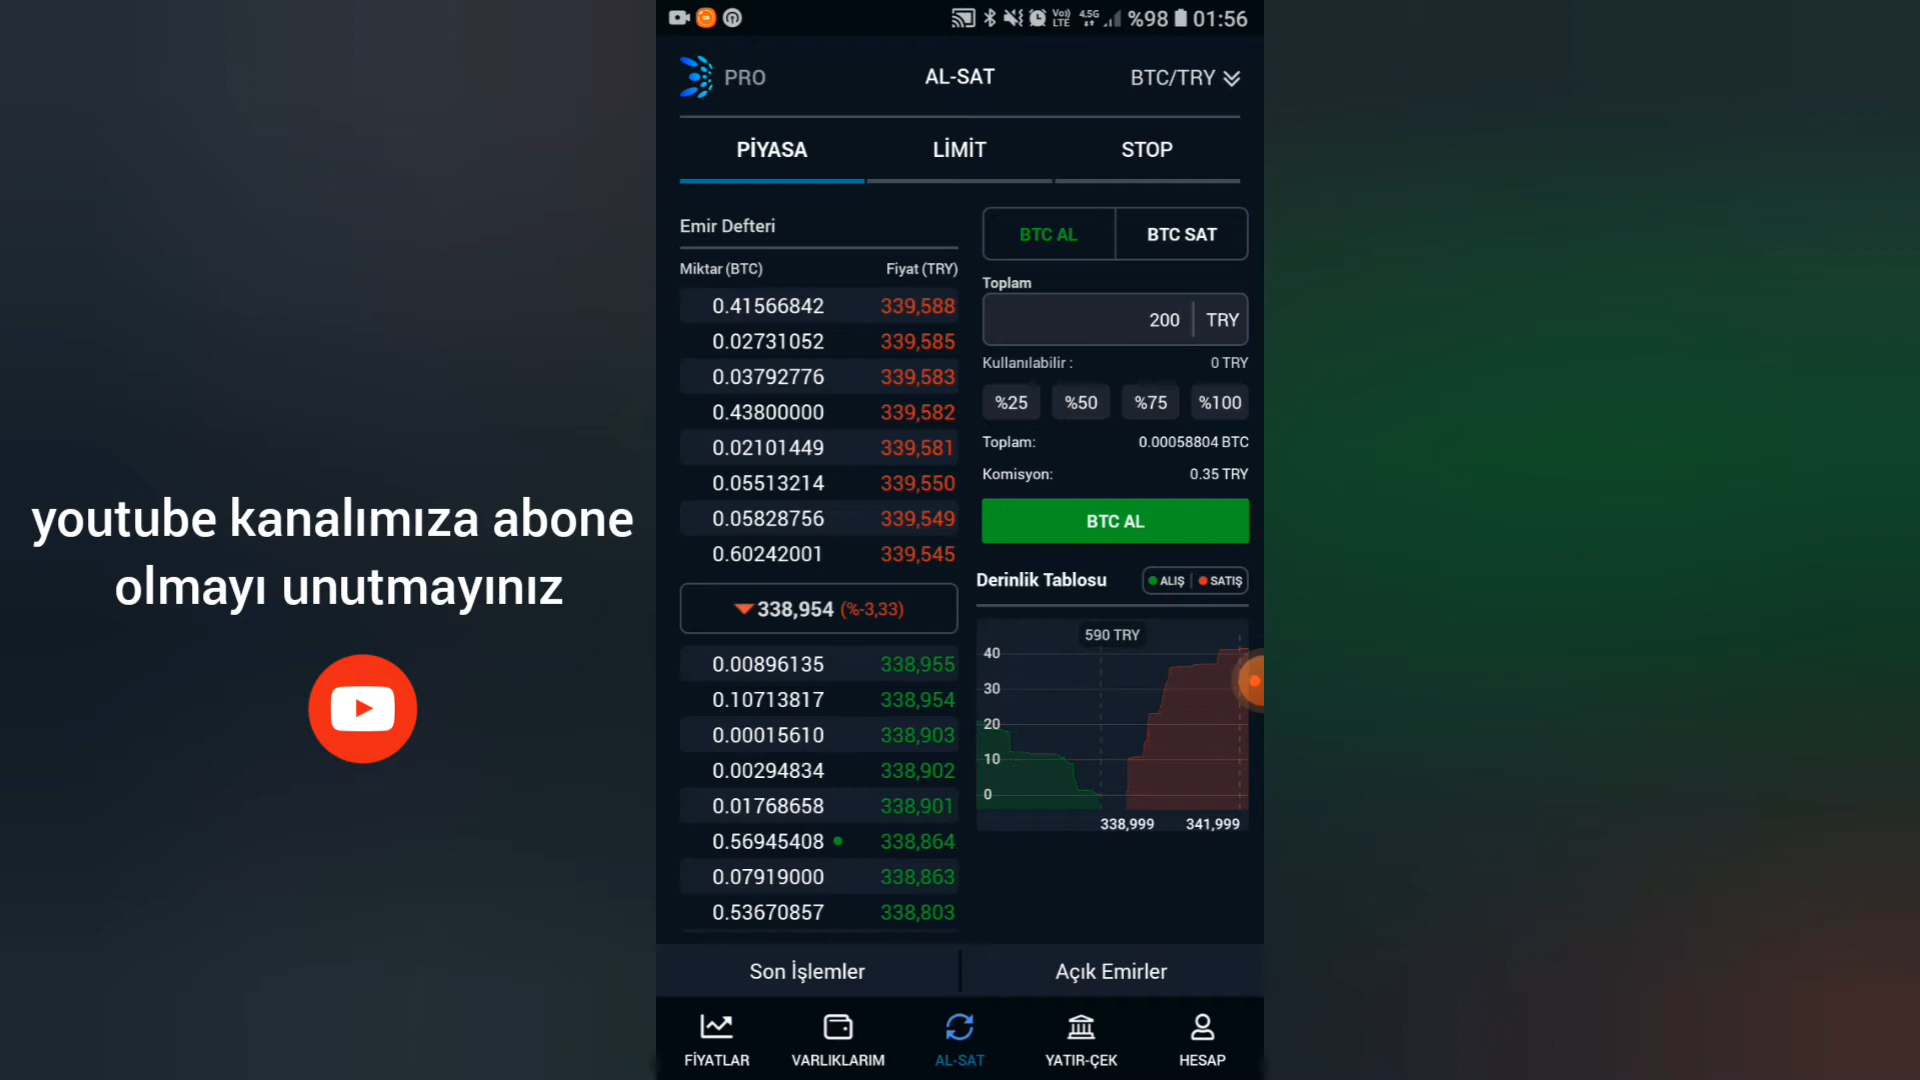 youtube kanalımıza abone
olmayı unutmayınız
Vo))
LTE
4,5G
%98
01:56
PRO
AL-SAT
BTC/TRY
PİYASA
LİMİT
STOP
Emir Defteri
Miktar (BTC)
Fiyat (TRY)
0.41566842 339,588
0.02731052 339,585
0.03792776 339,583
0.43800000 339,582
0.02101449 339,581
0.05513214 339,550
0.05828756 339,549
0.60242001 339,545
338,954 (%-3,33)
0.00896135 338,955
0.10713817 338,954
0.00015610 338,903
0.00294834 338,902
0.01768658 338,901
0.56945408 338,864
0.07919000 338,863
0.53670857 338,803
BTC AL
BTC SAT
Toplam
200 TRY
Kullanılabilir : 0 TRY
%25 %50 %75 %100
Toplam: 0.00058804 BTC
Komisyon: 0.35 TRY
BTC AL
Derinlik Tablosu
ALIŞ SATIŞ
590 TRY
40
30
20
10
0
338,999 341,999
Son İşlemler
Açık Emirler
FİYATLAR
VARLIKLARIM
AL-SAT
YATIR-ÇEK
HESAP